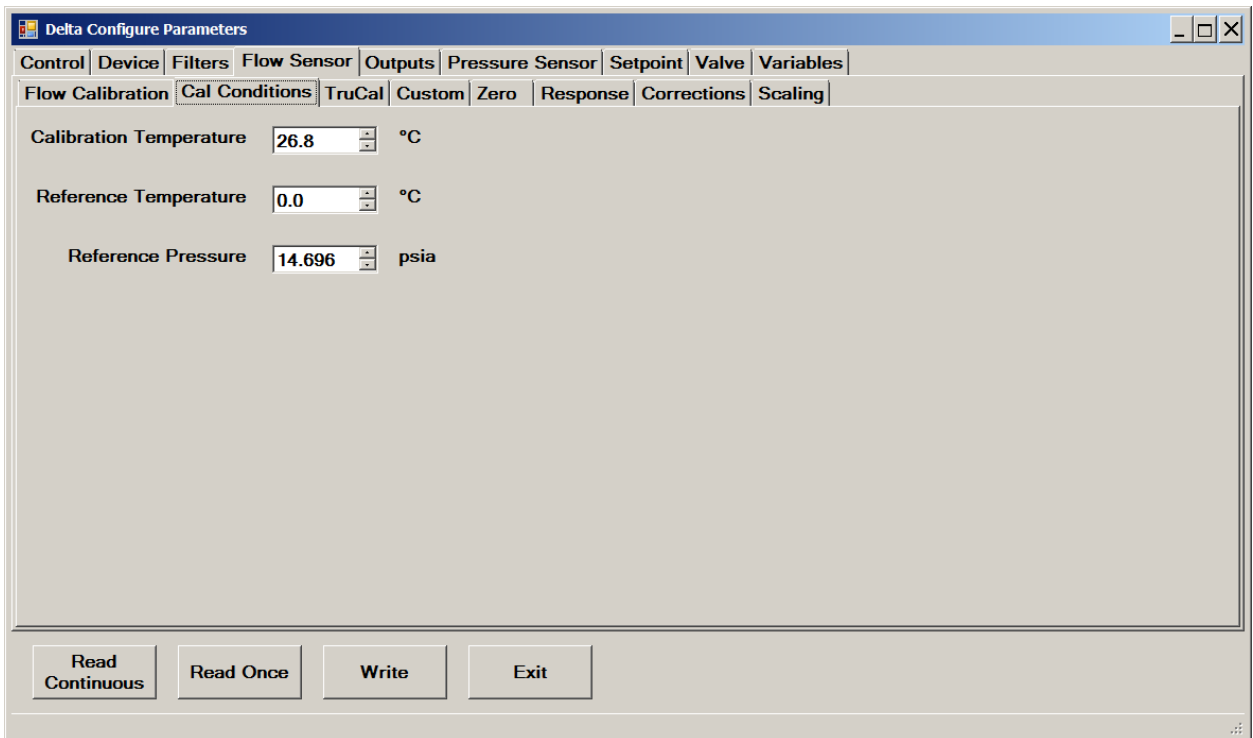 Delta Configure Parameters
Control Device Filters Flow Sensor Outputs Pressure Sensor Setpoint Valve Variables
Flow Calibration Cal Conditions TruCal Custom Zero Response Corrections Scaling
Calibration Temperature 26.8 °C
Reference Temperature 0.0 °C
Reference Pressure 14.696 psia
Read
Continuous
Read Once
Write
Exit